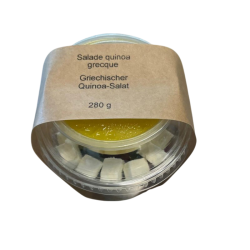 Salade quinoa
grecque
Griechischer
Quinoa-Salat
280 g